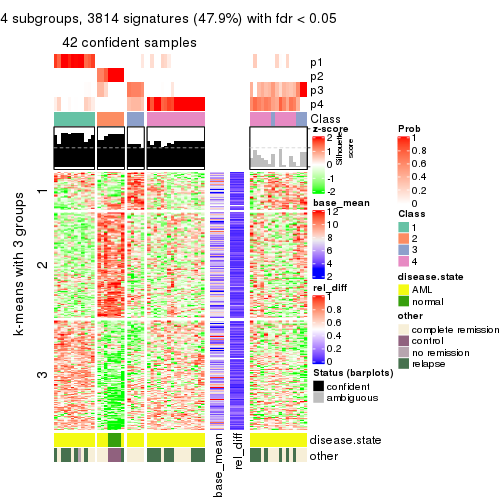 4 subgroups, 3814 signatures (47.9%) with fdr < 0.05
42 confident samples
p1
p2
p3
p4
Class
z-score
2
1
0
-1
-2
Silhouette
score
k-means with 3 groups
1
2
3
base_mean
12
10
8
6
4
2
rel_diff
1
0.8
0.6
0.4
0.2
0
Status (barplots)
confident
ambiguous
Prob
1
0.8
0.6
0.4
0.2
0
Class
1
2
3
4
disease.state
AML
normal
other
complete remission
control
no remission
relapse
disease.state
other
base_mean
rel_diff